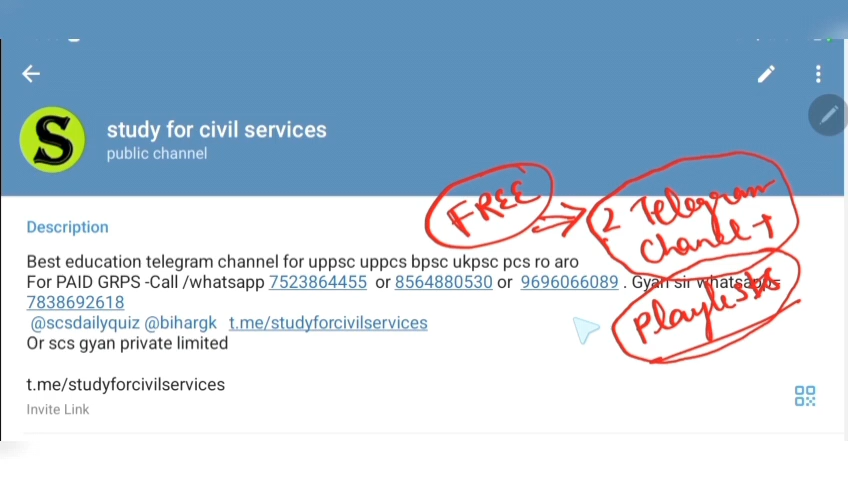 S
study for civil services
public channel
FREE
2 Telegram
Chanel +
Playlists
Description
Best education telegram channel for uppsc uppcs bpsc ukpsc pcs ro aro
For PAID GRPS -Call /whatsapp 7523864455 or 8564880530 or 9696066089 . Gyan sir whatsapp-
7838692618
@scsdailyquiz @bihargk t.me/studyforcivilservices
Or scs gyan private limited
t.me/studyforcivilservices
Invite Link